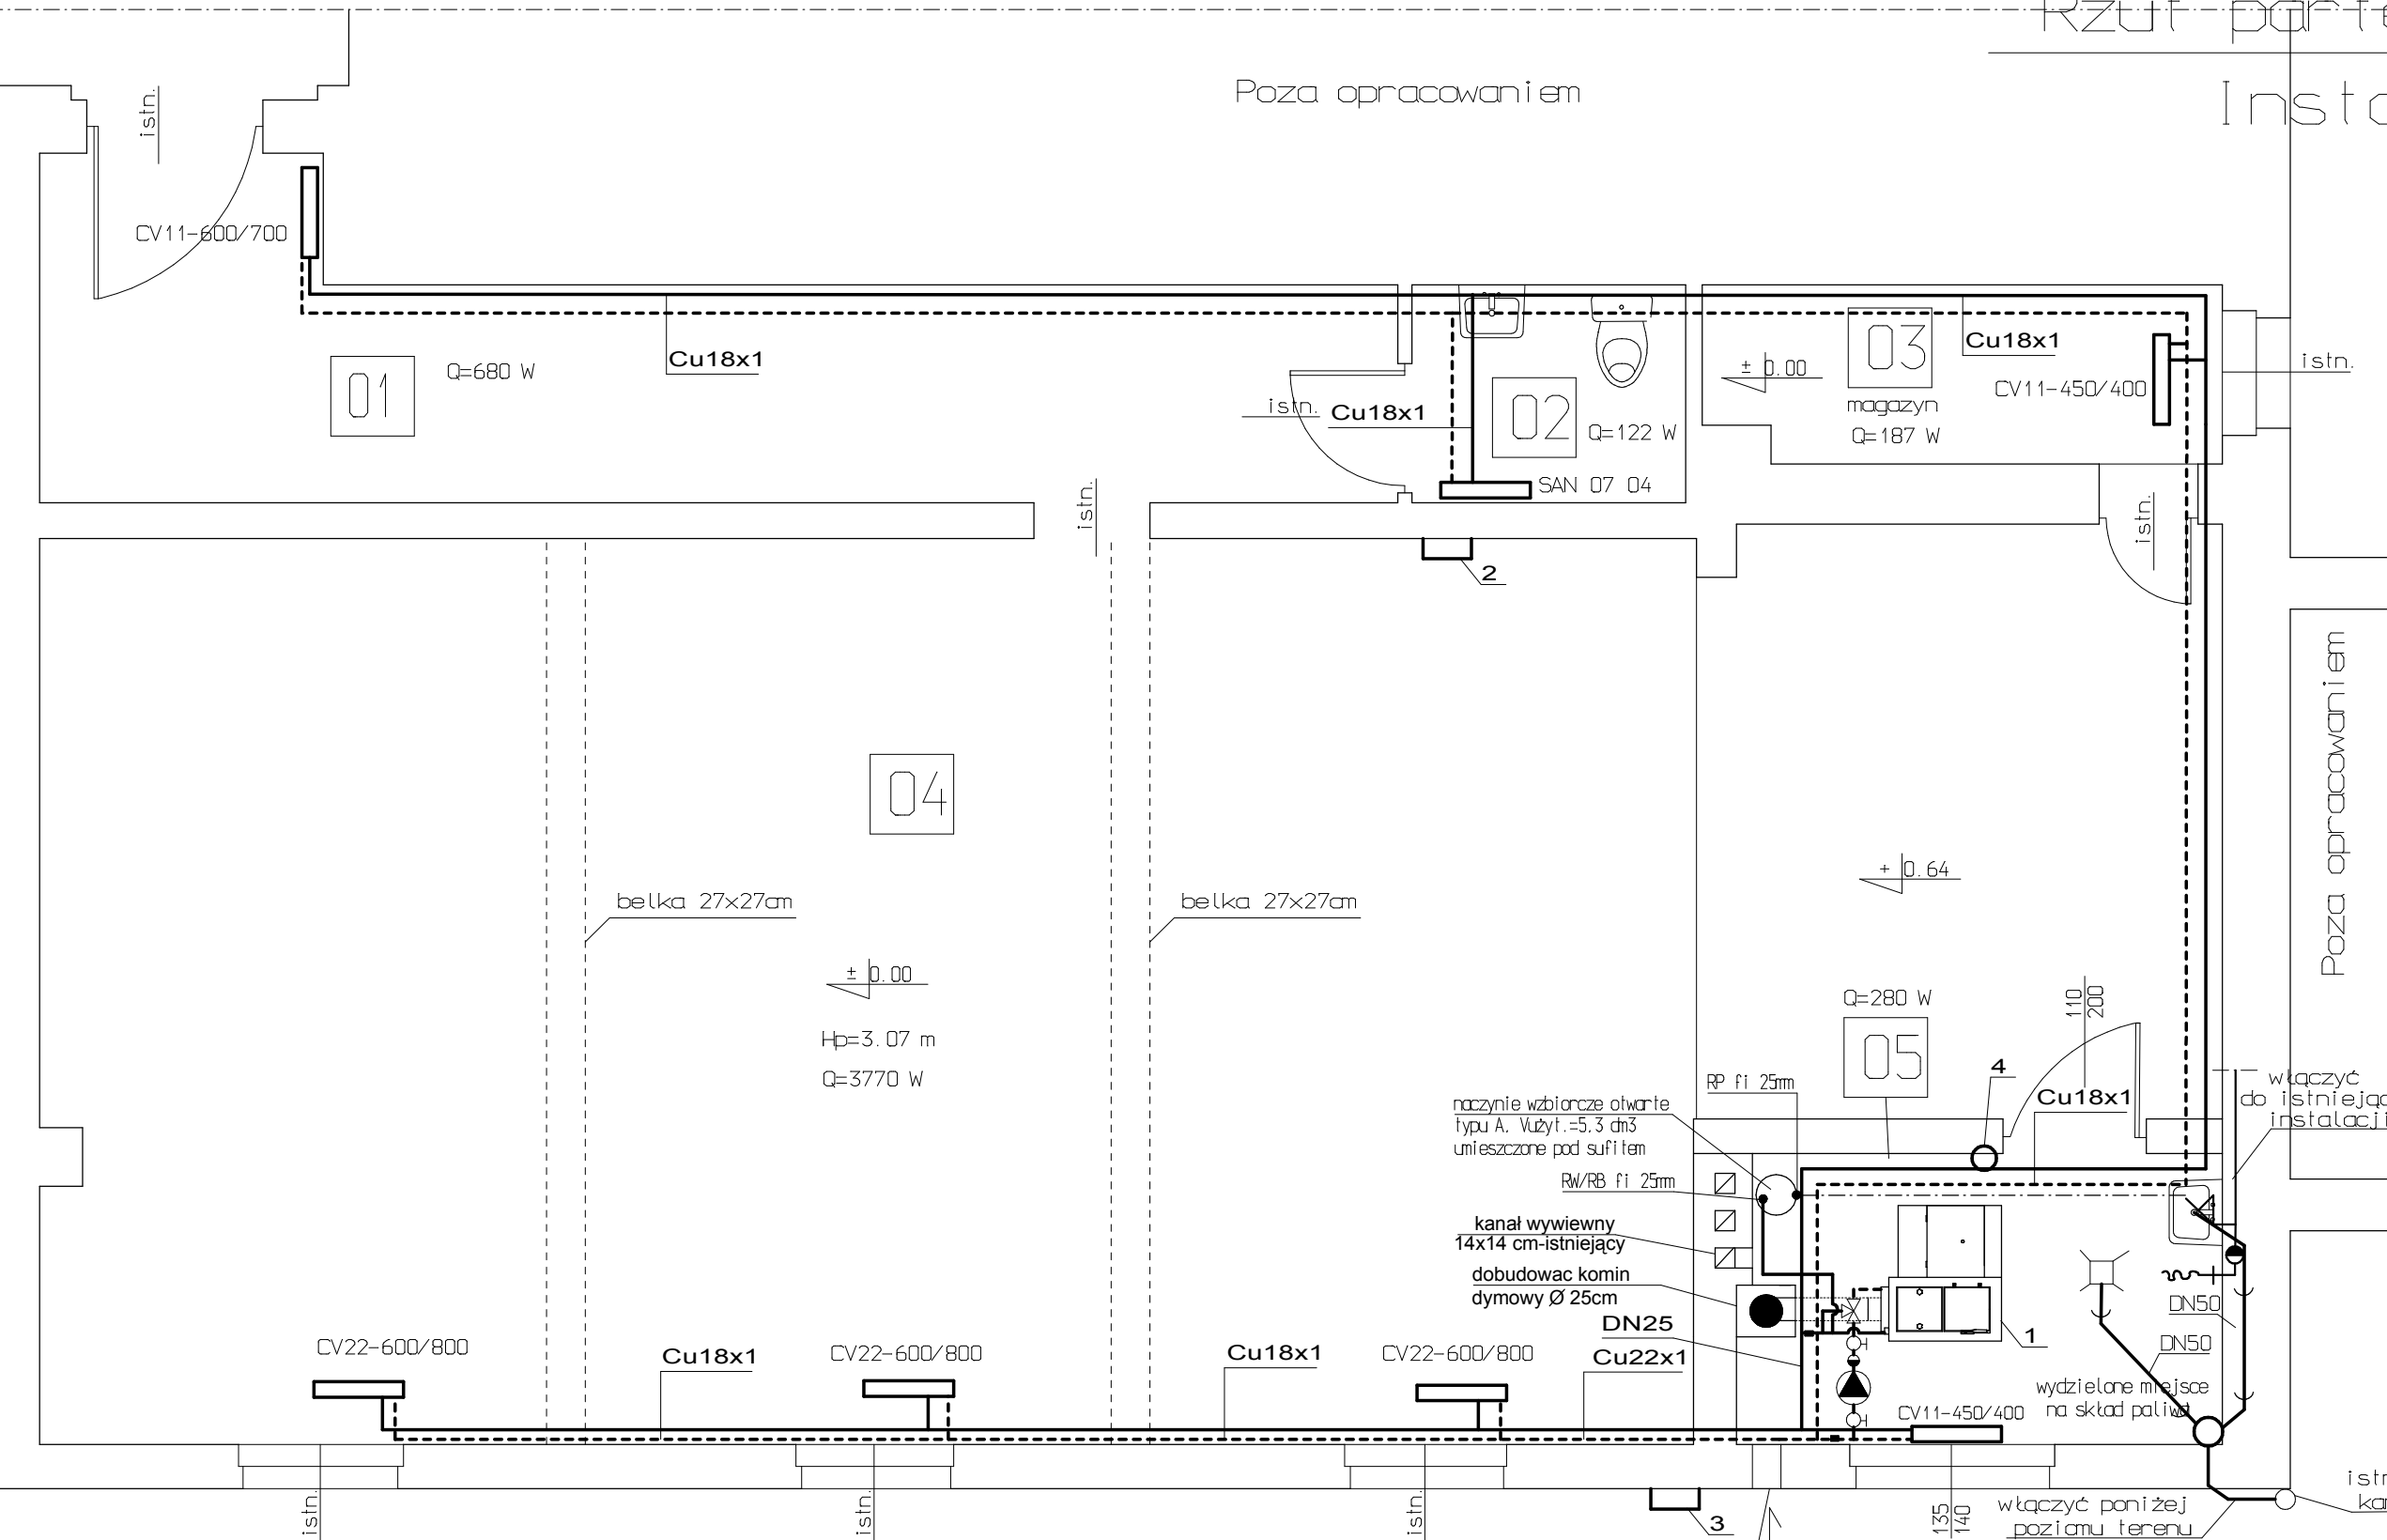 Rzut parte
Insta
Poza opracowaniem
istn.
CV11-600/700
Cu18x1
01
Q=680 W
istn.
Cu18x1
02
Q=122 W
SAN 07 04
± 0.00
03
magazyn
Q=187 W
Cu18x1
CV11-450/400
istn.
istn.
istn.
2
04
belka 27x27cm
belka 27x27cm
± 0.00
Hp=3.07 m
Q=3770 W
+ 0.64
Poza opracowaniem
Q=280 W
05
110
200
4
Cu18x1
RP fi 25mm
naczynie wzbiorcze otwarte
typu A, Vużyt.=5,3 dm3
umieszczone pod sufitem
RW/RB fi 25mm
kanał wywiewny
14x14 cm-istniejący
dobudowac komin
dymowy Ø 25cm
DN25
Cu22x1
włączyć
do istniejąc
instalacji
DN50
DN50
1
wydzielone miejsce
na skład paliwa
CV11-450/400
CV22-600/800
Cu18x1
CV22-600/800
Cu18x1
CV22-600/800
istn.
istn.
istn.
3
135
140
włączyć poniżej
poziomu terenu
istn
kan